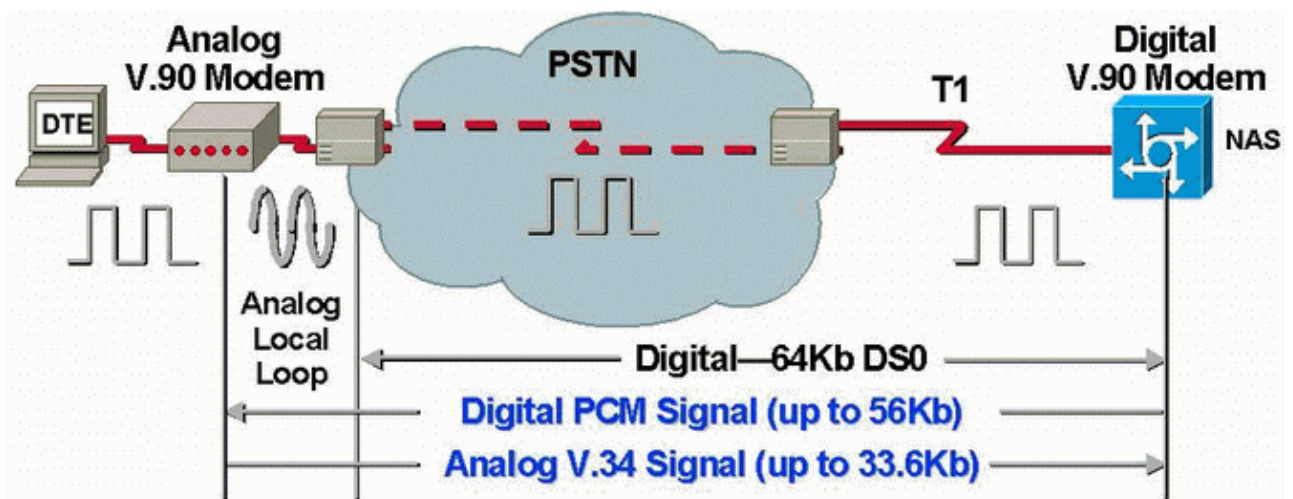 Analog
V.90 Modem
PSTN
Digital
V.90 Modem
T1
DTE
NAS
Analog
Local
Loop
Digital—64Kb DS0
Digital PCM Signal (up to 56Kb)
Analog V.34 Signal (up to 33.6Kb)